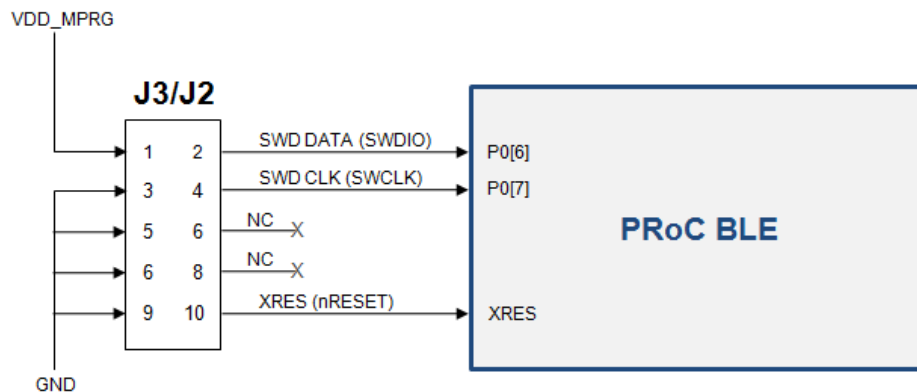 VDD_MPRG
J3/J2
1 2 SWD DATA (SWDIO) P0[6]
3 4 SWD CLK (SWCLK) P0[7]
5 6 NC X
PRoC BLE
6 8 NC X
9 10 XRES (nRESET) XRES
GND